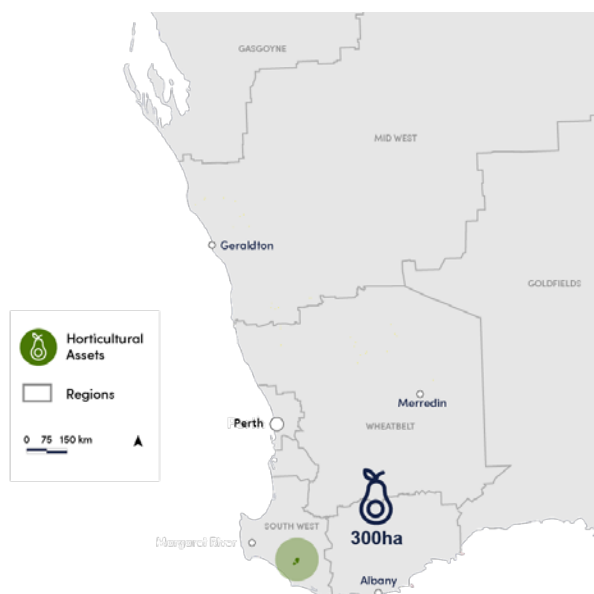 GASGOYNE
MID WEST
Geraldton
GOLDFIELDS
Horticultural
Assets
Regions
0 75 150 km
Merredin
Perth
WHEATBELT
SOUTH WEST
300ha
Margaret River
Albany